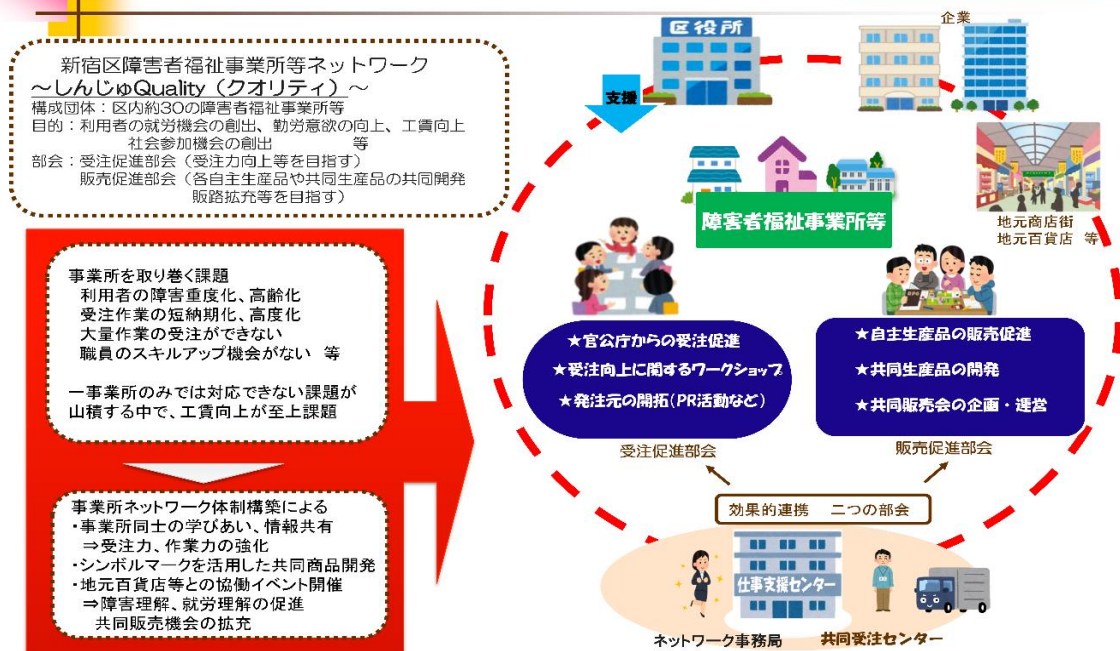 新宿区障害者福祉事業所等ネットワーク
～しんじゅQuality（クオリティ）～
構成団体：区内約30の障害者福祉事業所等
目的：利用者の就労機会の創出、勤労意欲の向上、工賃向上
社会参加機会の創出　等
部会：受注促進部会（受注力向上等を目指す）
販売促進部会（各自主生産品や共同生産品の共同開発
販路拡充等を目指す）
事業所を取り巻く課題
利用者の障害重度化、高齢化
受注作業の短納期化、高度化
大量作業の受注ができない
職員のスキルアップ機会がない　等
一事業所のみでは対応できない課題が
山積する中で、工賃向上が至上課題
事業所ネットワーク体制構築による
・事業所同士の学びあい、情報共有
⇒受注力、作業力の強化
・シンボルマークを活用した共同商品開発
・地元百貨店等との協働イベント開催
⇒障害理解、就労理解の促進
共同販売機会の拡充
区役所
企業
支援
地元商店街
地元百貨店　等
障害者福祉事業所等
★官公庁からの受注促進
★受注向上に関するワークショップ
★発注元の開拓（PR活動など）
受注促進部会
★自主生産品の販売促進
★共同生産品の開発
★共同販売会の企画・運営
販売促進部会
効果的連携　二つの部会
仕事支援センター
ネットワーク事務局
共同受注センター